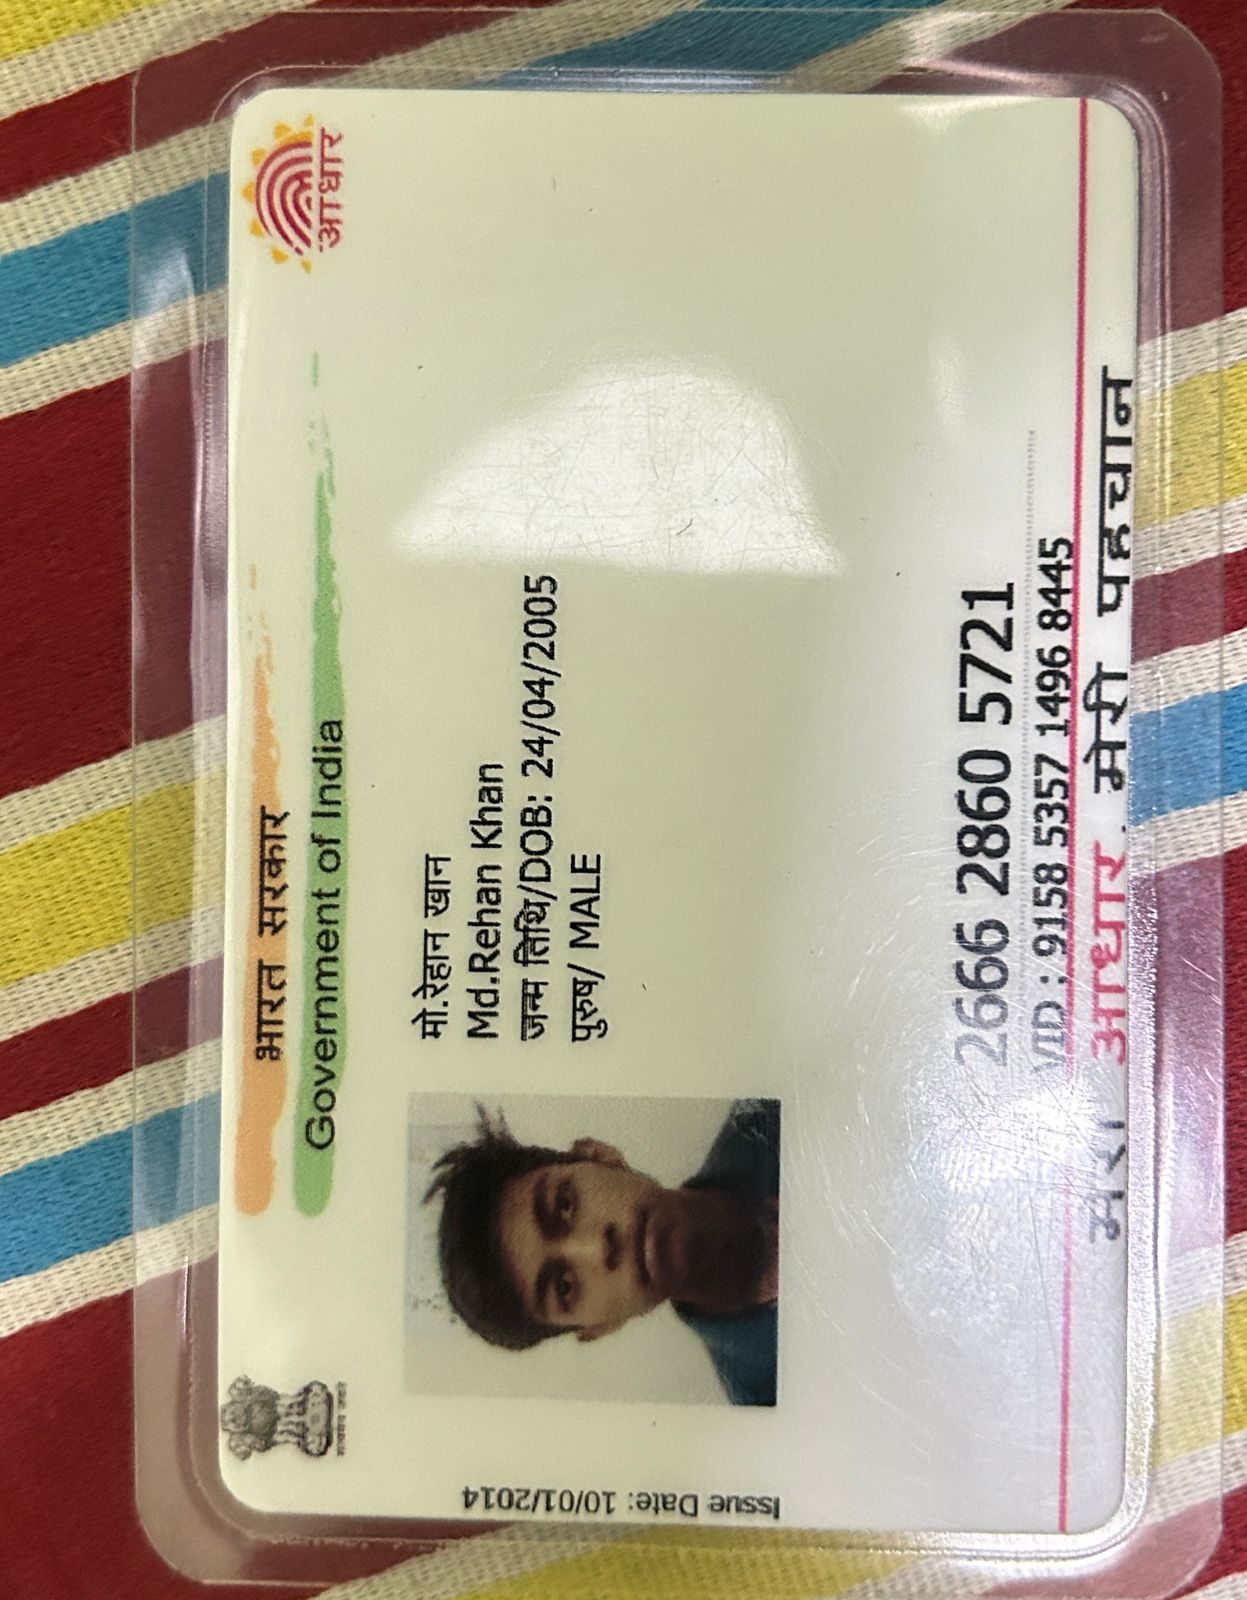 भारत सरकार
Government of India
आधार
मो.रेहान खान
Md.Rehan Khan
जन्म तिथि/DOB: 24/04/2005
पुरुष/ MALE
Issue Date: 10/01/2014
2666 2860 5721
VID : 9158 5357 1496 8445
मेरा आधार, मेरी पहचान